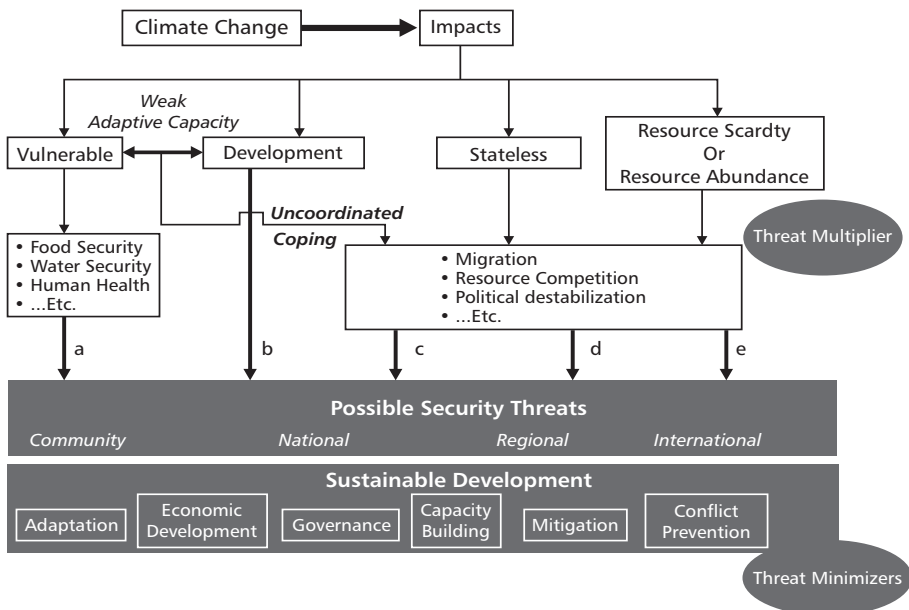 Climate Change
Impacts
Weak
Adaptive Capacity
Vulnerable
Development
Stateless
Resource Scardty
Or
Resource Abundance
Uncoordinated
Coping
Threat Multiplier
• Food Security
• Water Security
• Human Health
• ...Etc.
• Migration
• Resource Competition
• Political destabilization
• ...Etc.
a
b
c
d
e
Possible Security Threats
Community
National
Regional
International
Sustainable Development
Adaptation
Economic
Development
Governance
Capacity
Building
Mitigation
Conflict
Prevention
Threat Minimizers